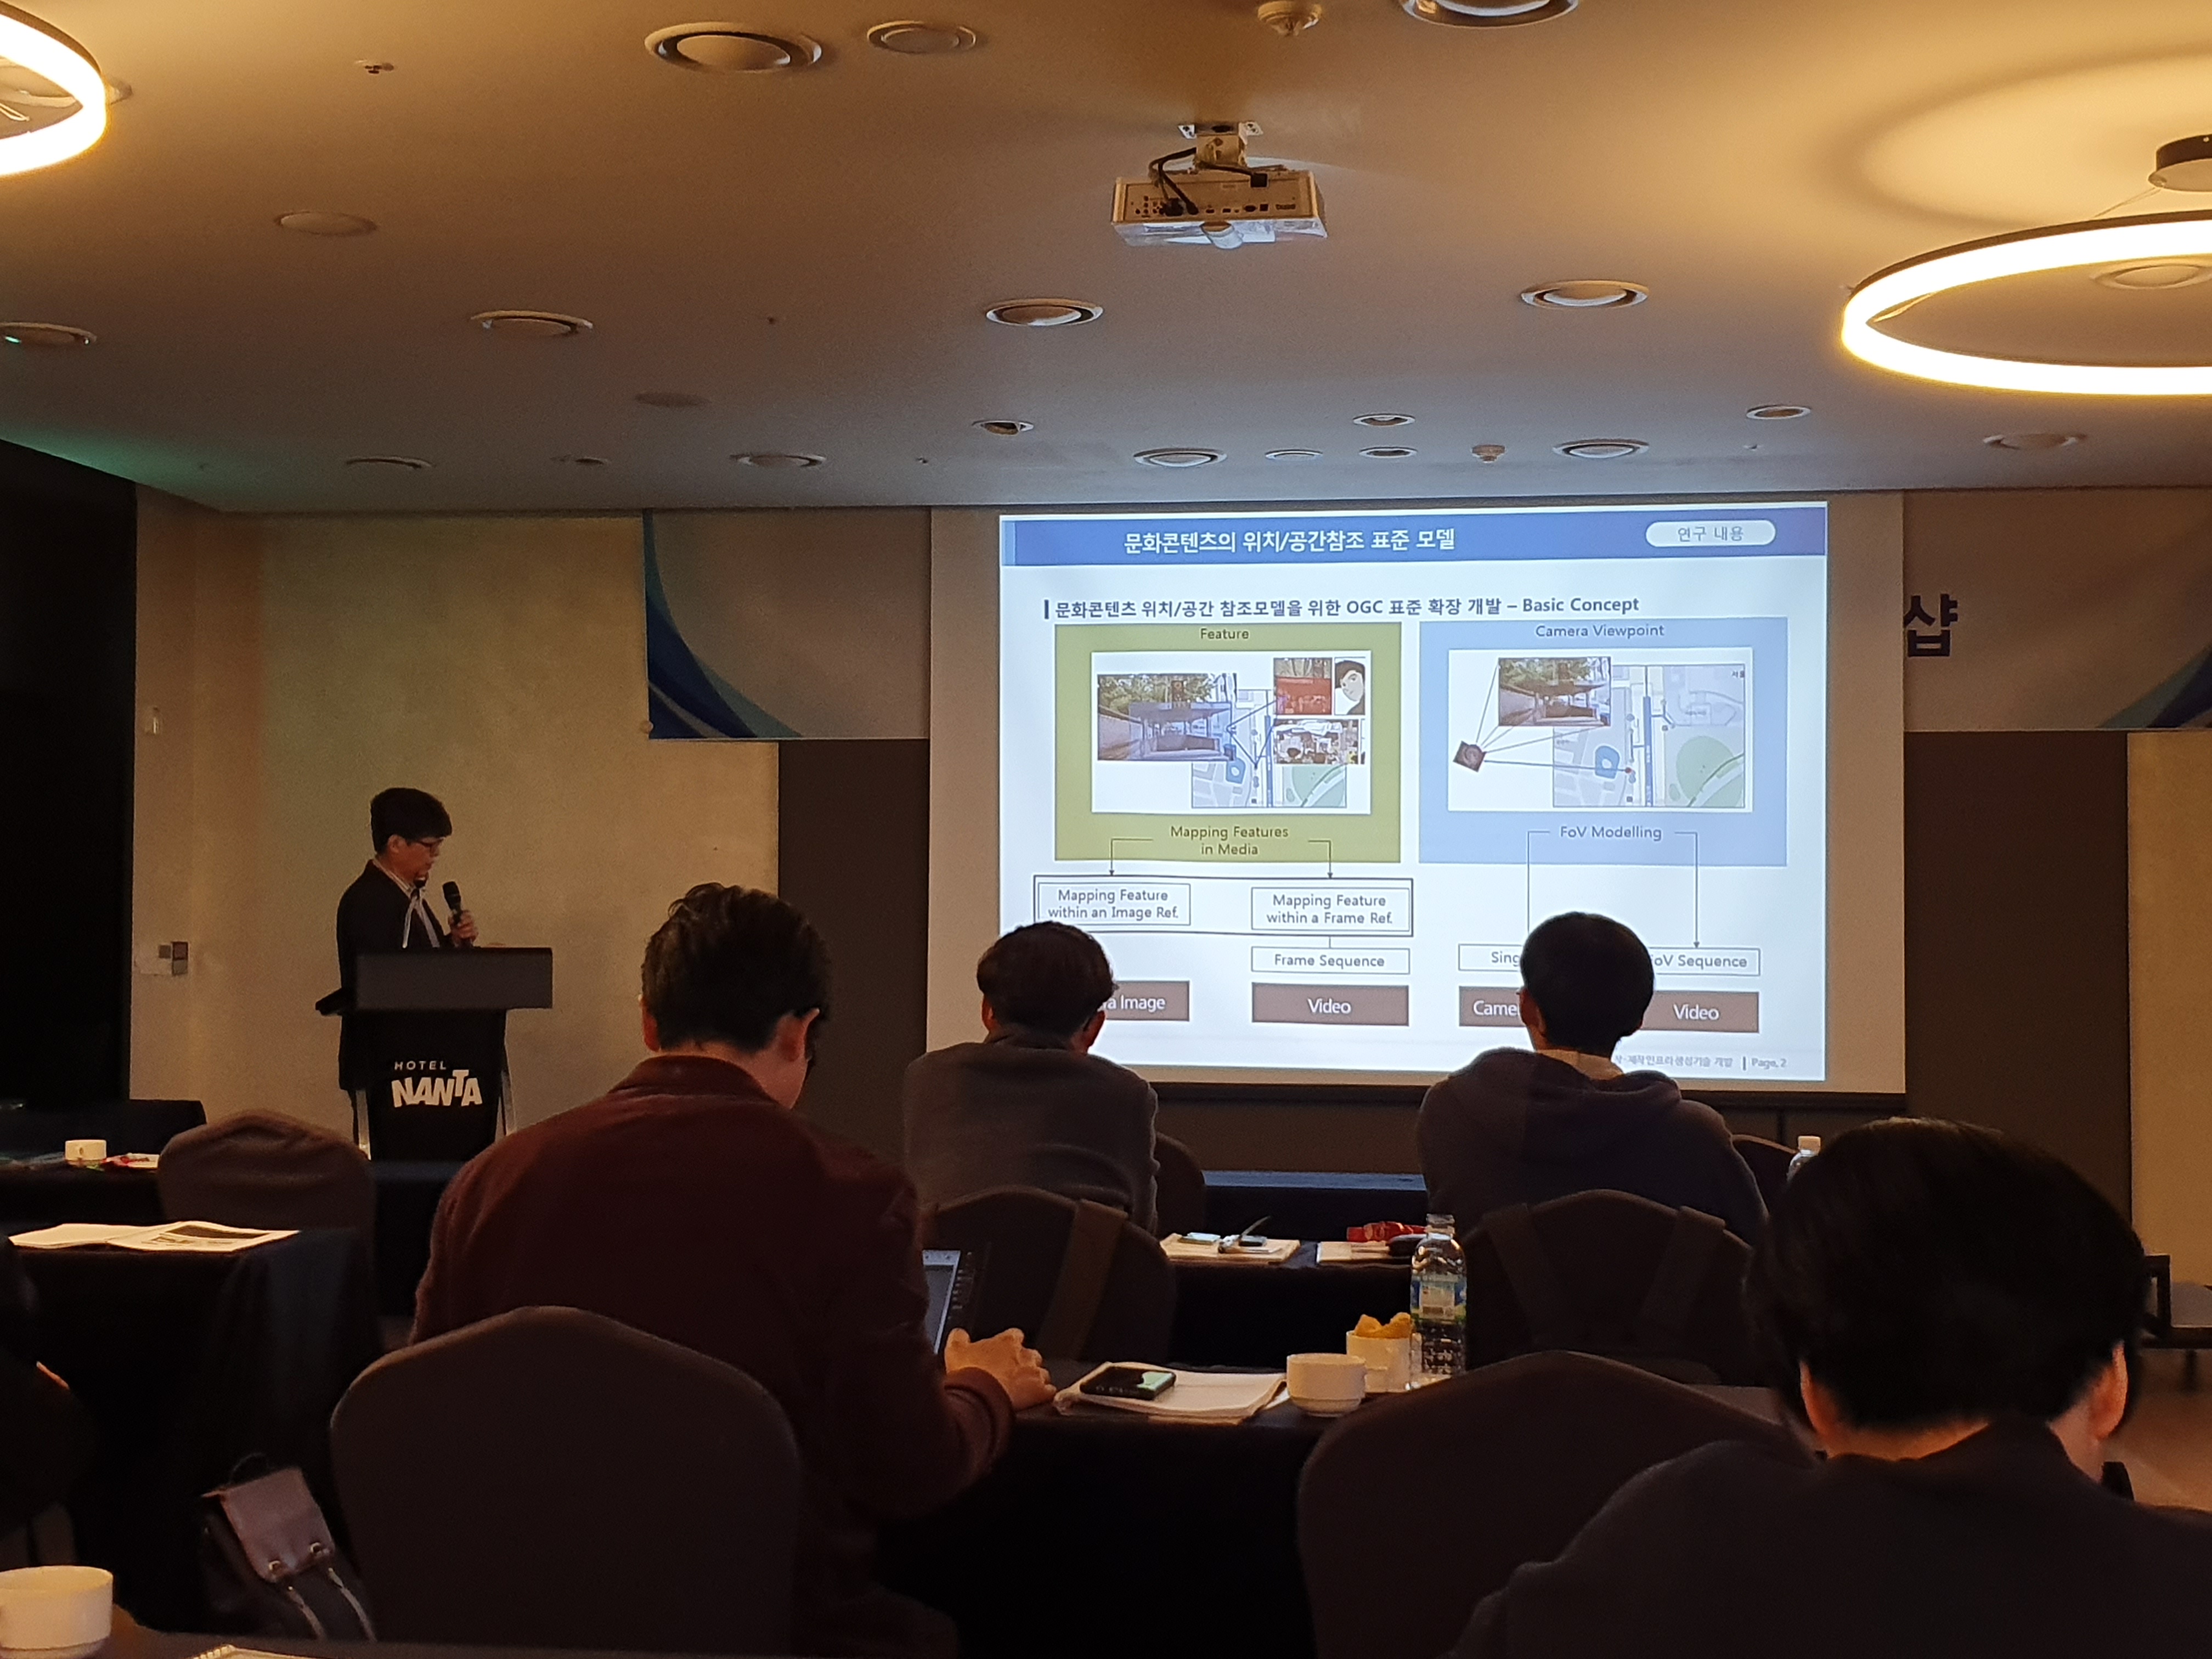 문화콘텐츠의 위치/공간참조 표준 모델
연구 내용
샵
문화콘텐츠 위치/공간 참조모델을 위한 OGC 표준 확장 개발 – Basic Concept
Feature
Camera Viewpoint
Mapping Features
in Media
FoV Modelling
Mapping Feature
within an Image Ref.
Mapping Feature
within a Frame Ref.
Frame Sequence
Sing
oV Sequence
a Image
Video
Came
Video
개발 | Page. 2
HOTEL
NANTA